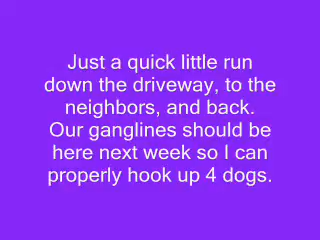 Just a quick little run
down the driveway, to the
neighbors, and back.
Our ganglines should be
here next week so I can
properly hook up 4 dogs.